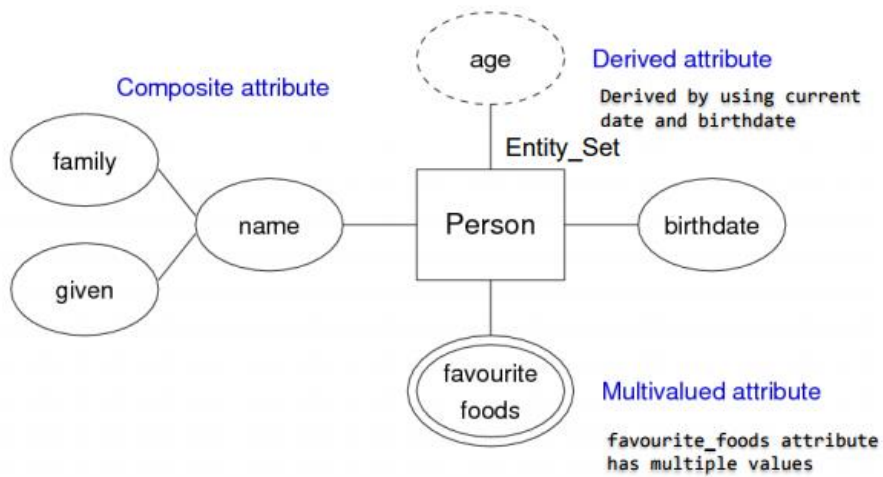 age
Derived attribute
Derived by using current
date and birthdate
Composite attribute
Entity_Set
family
name
Person
birthdate
given
favourite
foods
Multivalued attribute
favourite_foods attribute
has multiple values